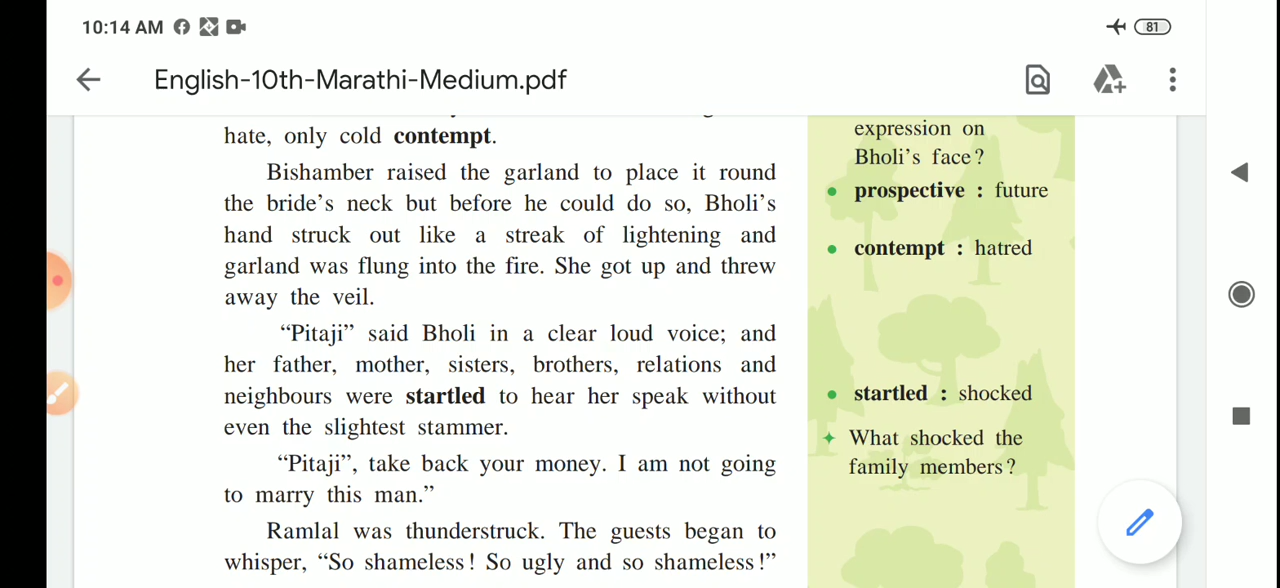 10:14 AM
81
English-10th-Marathi-Medium.pdf
hate, only cold contempt.
Bishamber raised the garland to place it round
the bride's neck but before he could do so, Bholi's
hand struck out like a streak of lightening and
garland was flung into the fire. She got up and threw
away the veil.
“Pitaji” said Bholi in a clear loud voice; and
her father, mother, sisters, brothers, relations and
neighbours were startled to hear her speak without
even the slightest stammer.
“Pitaji”, take back your money. I am not going
to marry this man.”
Ramlal was thunderstruck. The guests began to
whisper, “So shameless! So ugly and so shameless!”
expression on
Bholi's face?
prospective : future
contempt : hatred
startled : shocked
What shocked the
family members?